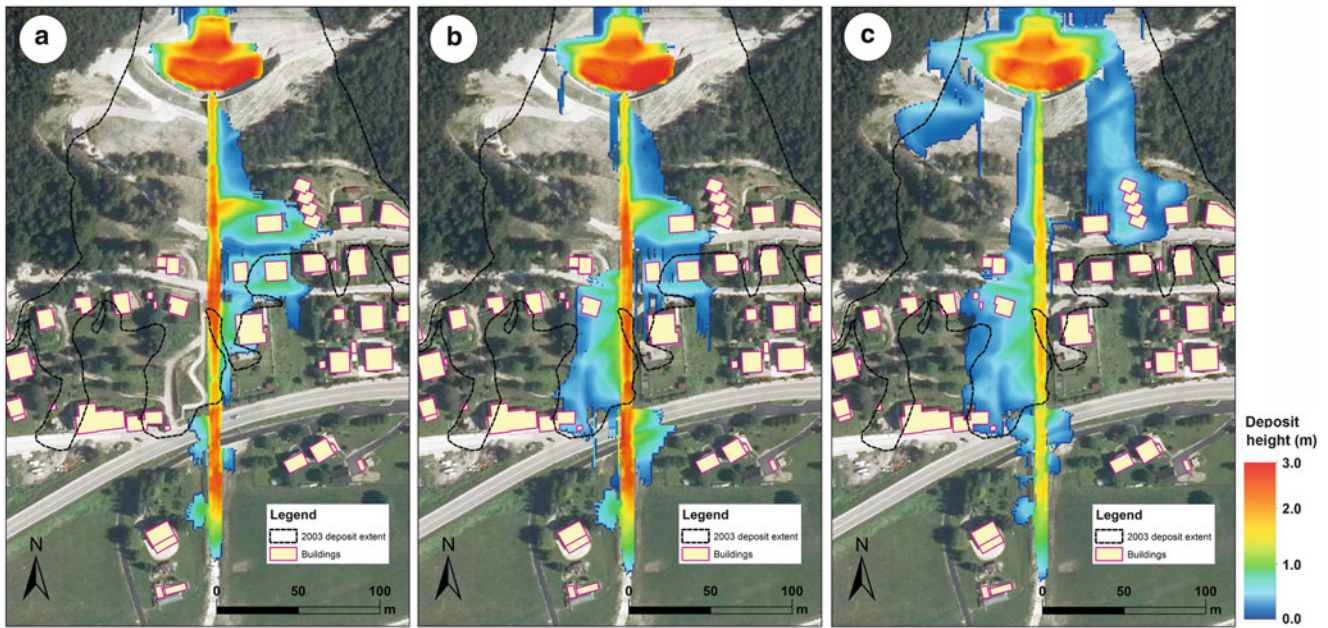 a
b
c
Legend
2003 deposit extent
Buildings
N
0 50 100
m
Legend
2003 deposit extent
Buildings
N
0 50 100
m
Legend
2003 deposit extent
Buildings
N
0 50 100
m
Deposit
height (m)
3.0
2.0
1.0
0.0